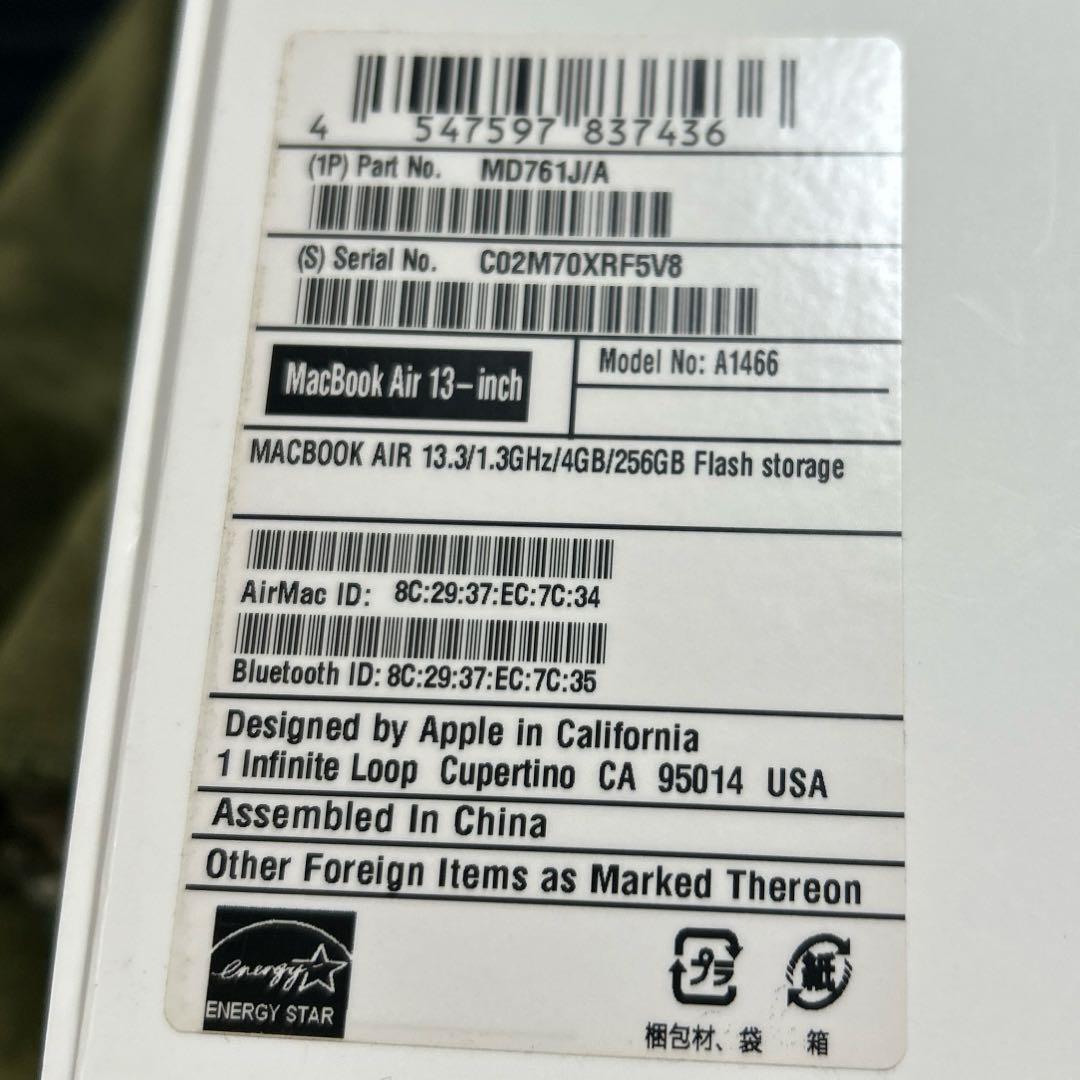 4 547597 837436
(1P) Part No. MD761J/A
(S) Serial No. C02M70XRF5V8
MacBook Air 13-inch
Model No: A1466
MACBOOK AIR 13.3/1.3GHz/4GB/256GB Flash storage
AirMac ID: 8C:29:37:EC:7C:34
Bluetooth ID: 8C:29:37:EC:7C:35
Designed by Apple in California
1 Infinite Loop Cupertino CA 95014 USA
Assembled In China
Other Foreign Items as Marked Thereon
energy
ENERGY STAR
プラ
紙
梱包材、袋 箱